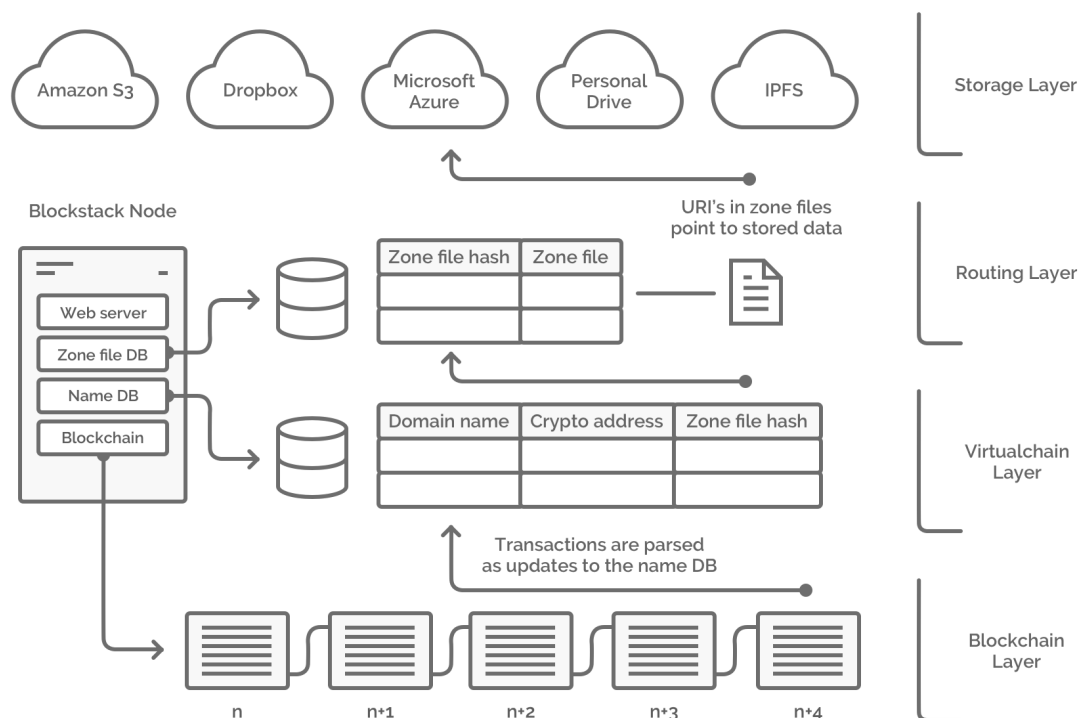 Amazon S3
Dropbox
Microsoft
Azure
Personal
Drive
IPFS
Storage Layer
Blockstack Node
URI's in zone files
point to stored data
Web server
Zone file DB
Name DB
Blockchain
Zone file hash
Zone file
Routing Layer
Domain name
Crypto address
Zone file hash
Virtualchain
Layer
Transactions are parsed
as updates to the name DB
Blockchain
Layer
n
n+1
n+2
n+3
n+4